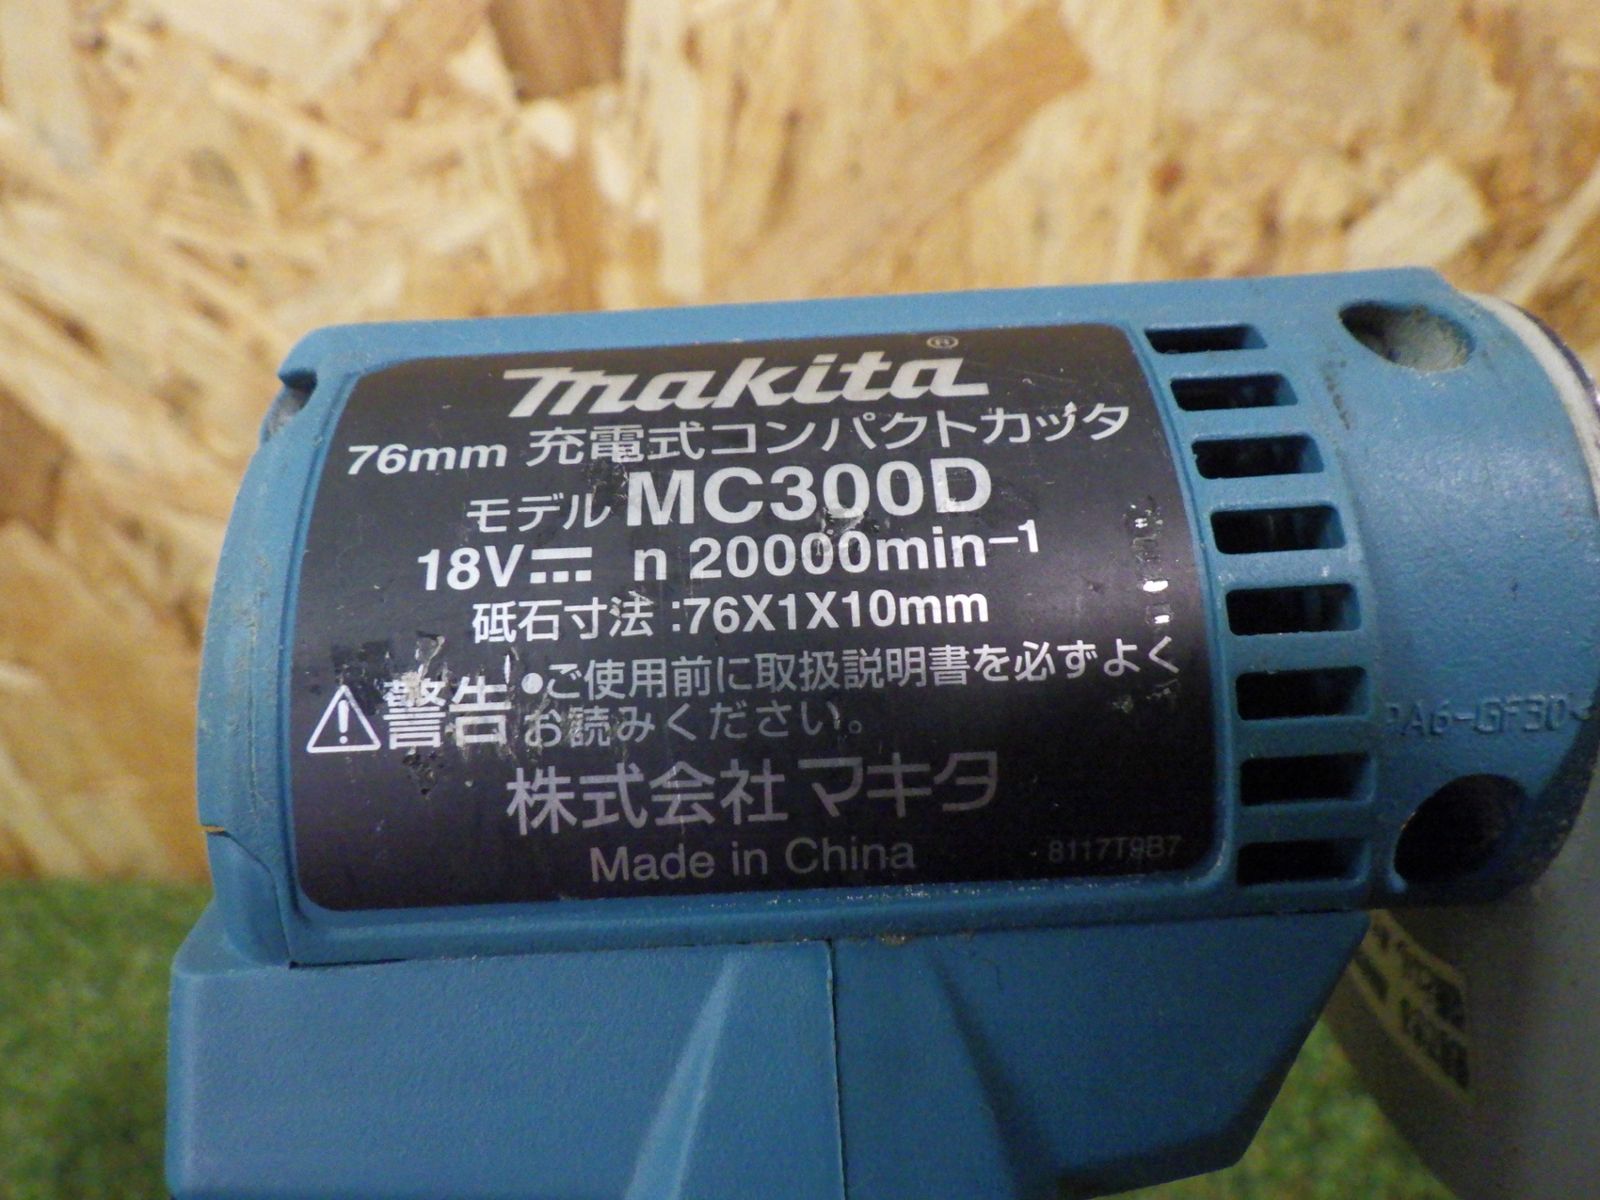 makita®
76mm 充電式コンパクトカッタ
モデル MC300D
18V⎓ n 20000min⁻¹
砥石寸法:76X1X10mm
⚠警告 ●ご使用前に取扱説明書を必ずよく
お読みください。
株式会社マキタ
Made in China 8117T9B7
PA6-GF30<